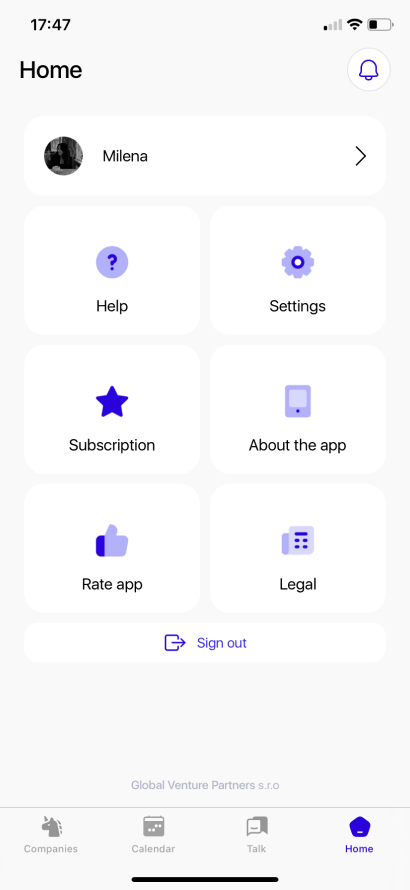 17:47
Home
Milena
Help
Settings
Subscription
About the app
Rate app
Legal
Sign out
Global Venture Partners s.r.o
Companies
Calendar
Talk
Home